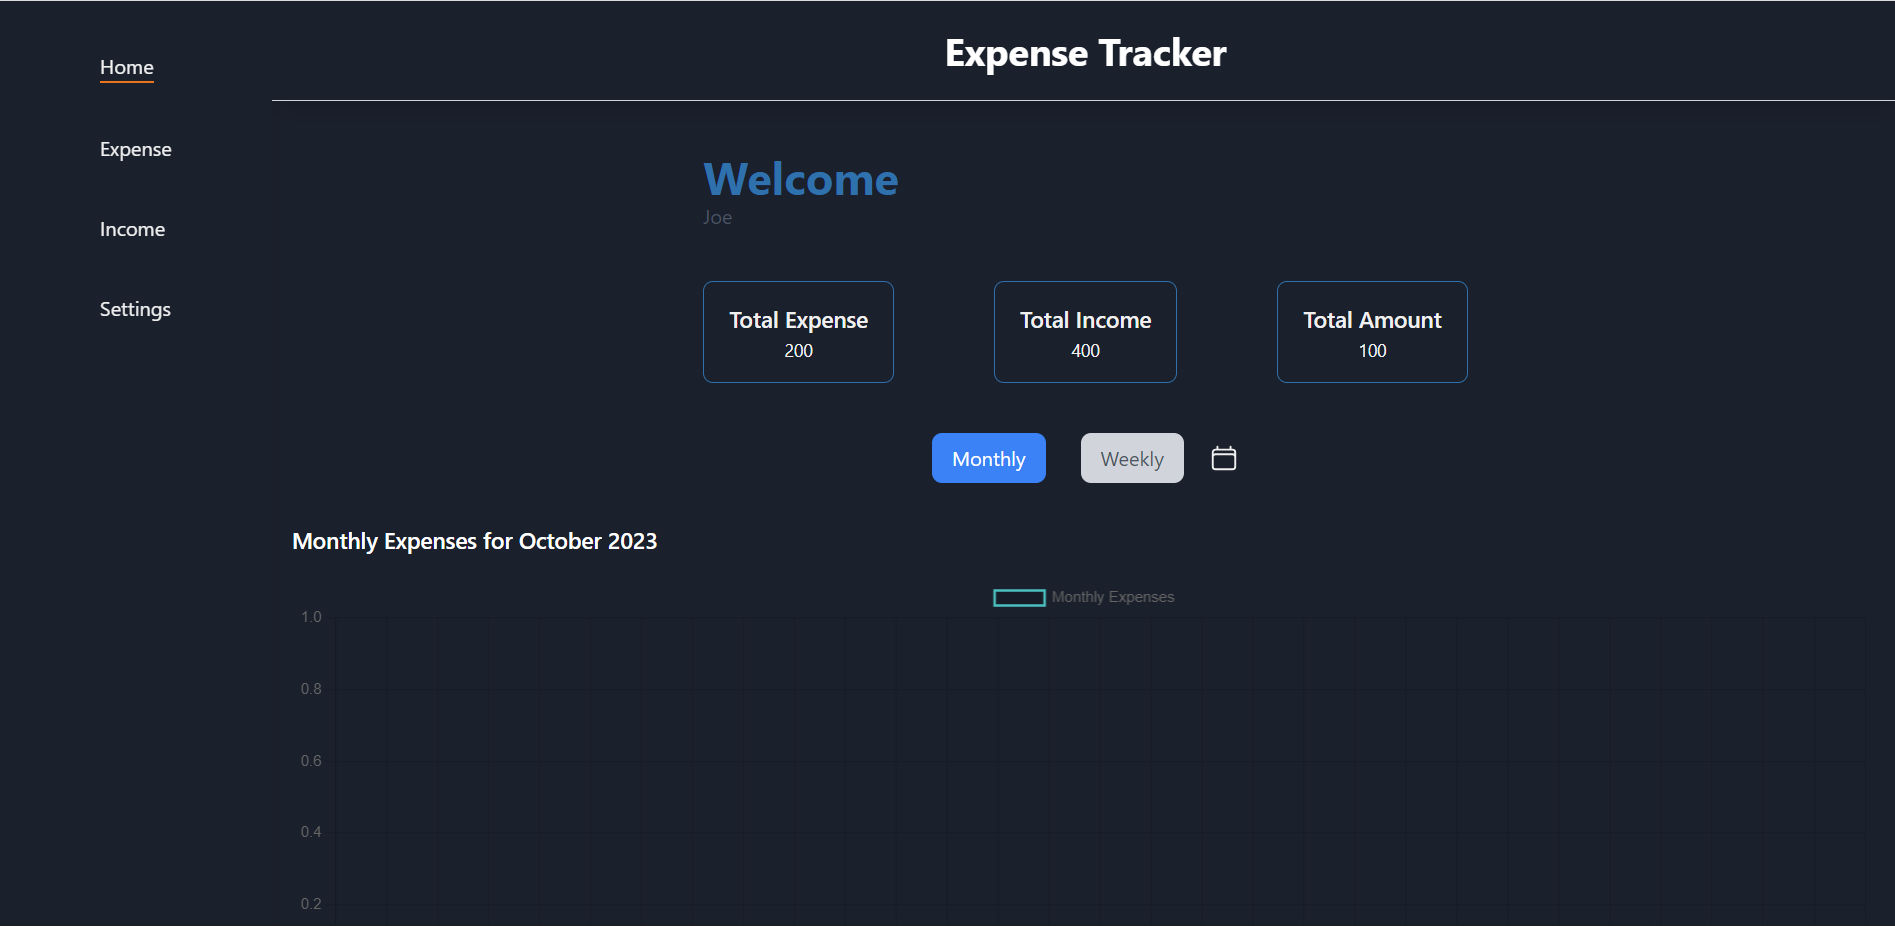 Expense Tracker
Home
Expense
Income
Settings
Welcome
Joe
Total Expense
200
Total Income
400
Total Amount
100
Monthly
Weekly
Monthly Expenses for October 2023
Monthly Expenses
1.0
0.8
0.6
0.4
0.2